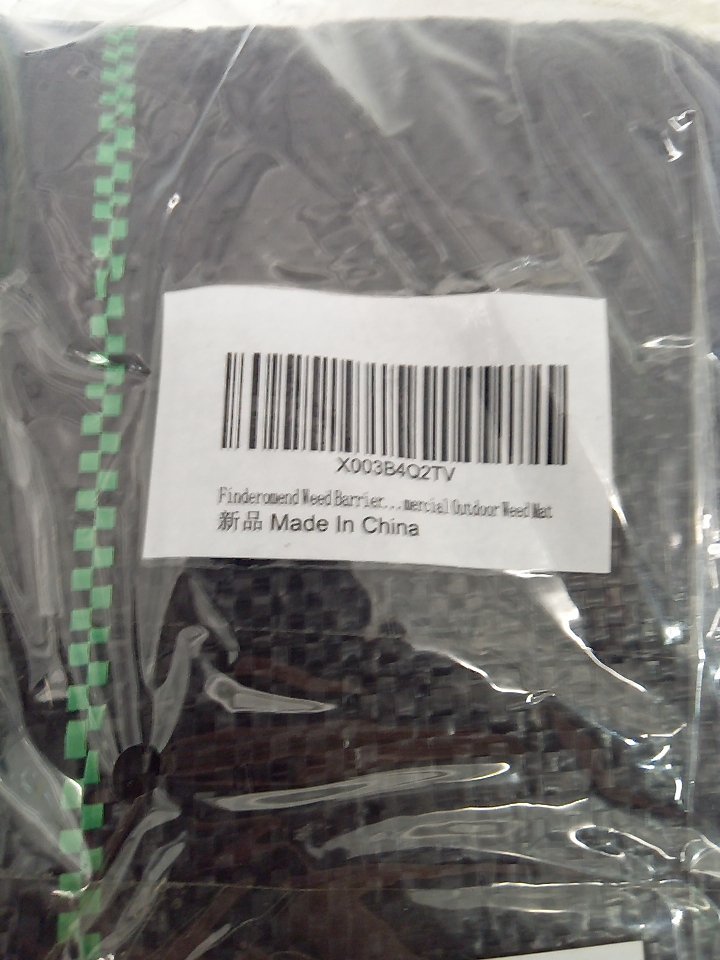 X003B4Q2TV
Finderomend Weed Barrier...mercial Outdoor Weed Mat
新品 Made In China